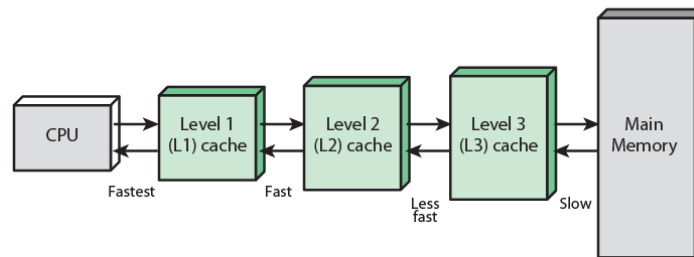 CPU
Level 1
(L1) cache
Level 2
(L2) cache
Level 3
(L3) cache
Main
Memory
Fastest
Fast
Less
fast
Slow